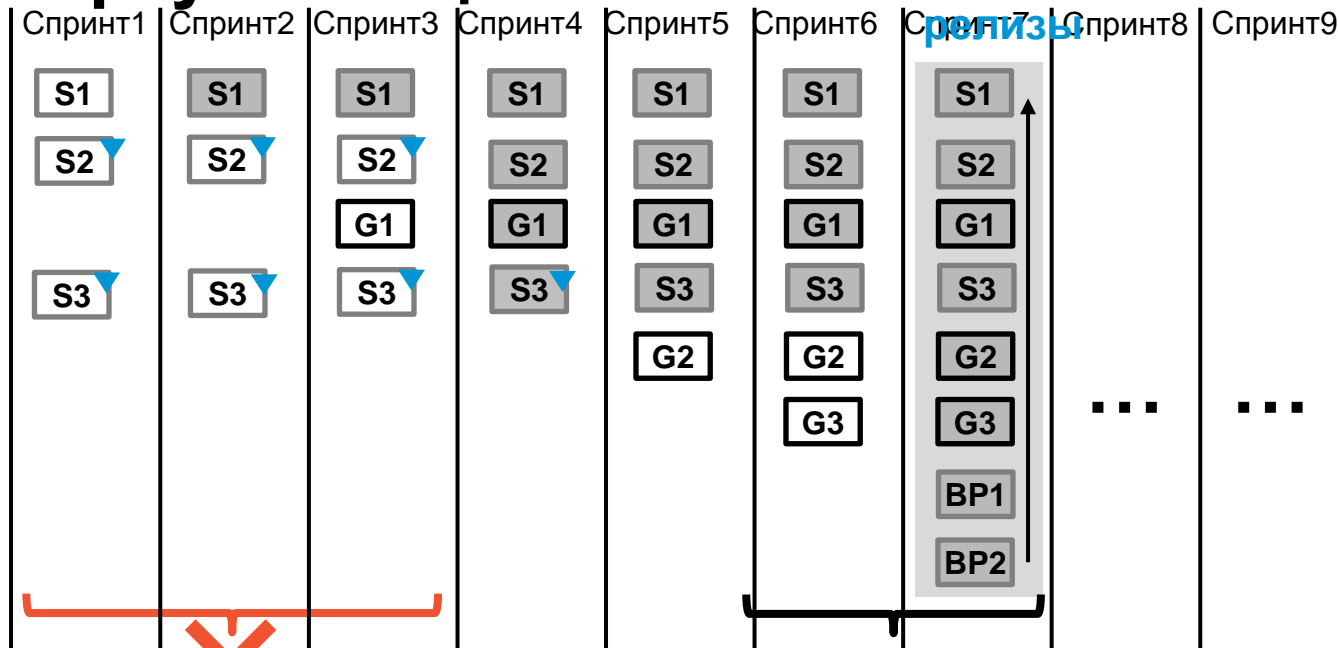 Спринт1 Спринт2 Спринт3 Спринт4 Спринт5 Спринт6 Спринт7 Спринт8 Спринт9
релизы
S1 S1 S1 S1 S1 S1 S1
S2 S2 S2 S2 S2 S2 S2
G1 G1 G1 G1 G1
S3 S3 S3 S3 S3 S3 S3
G2 G2 G2
G3 G3
... ...
BP1
BP2